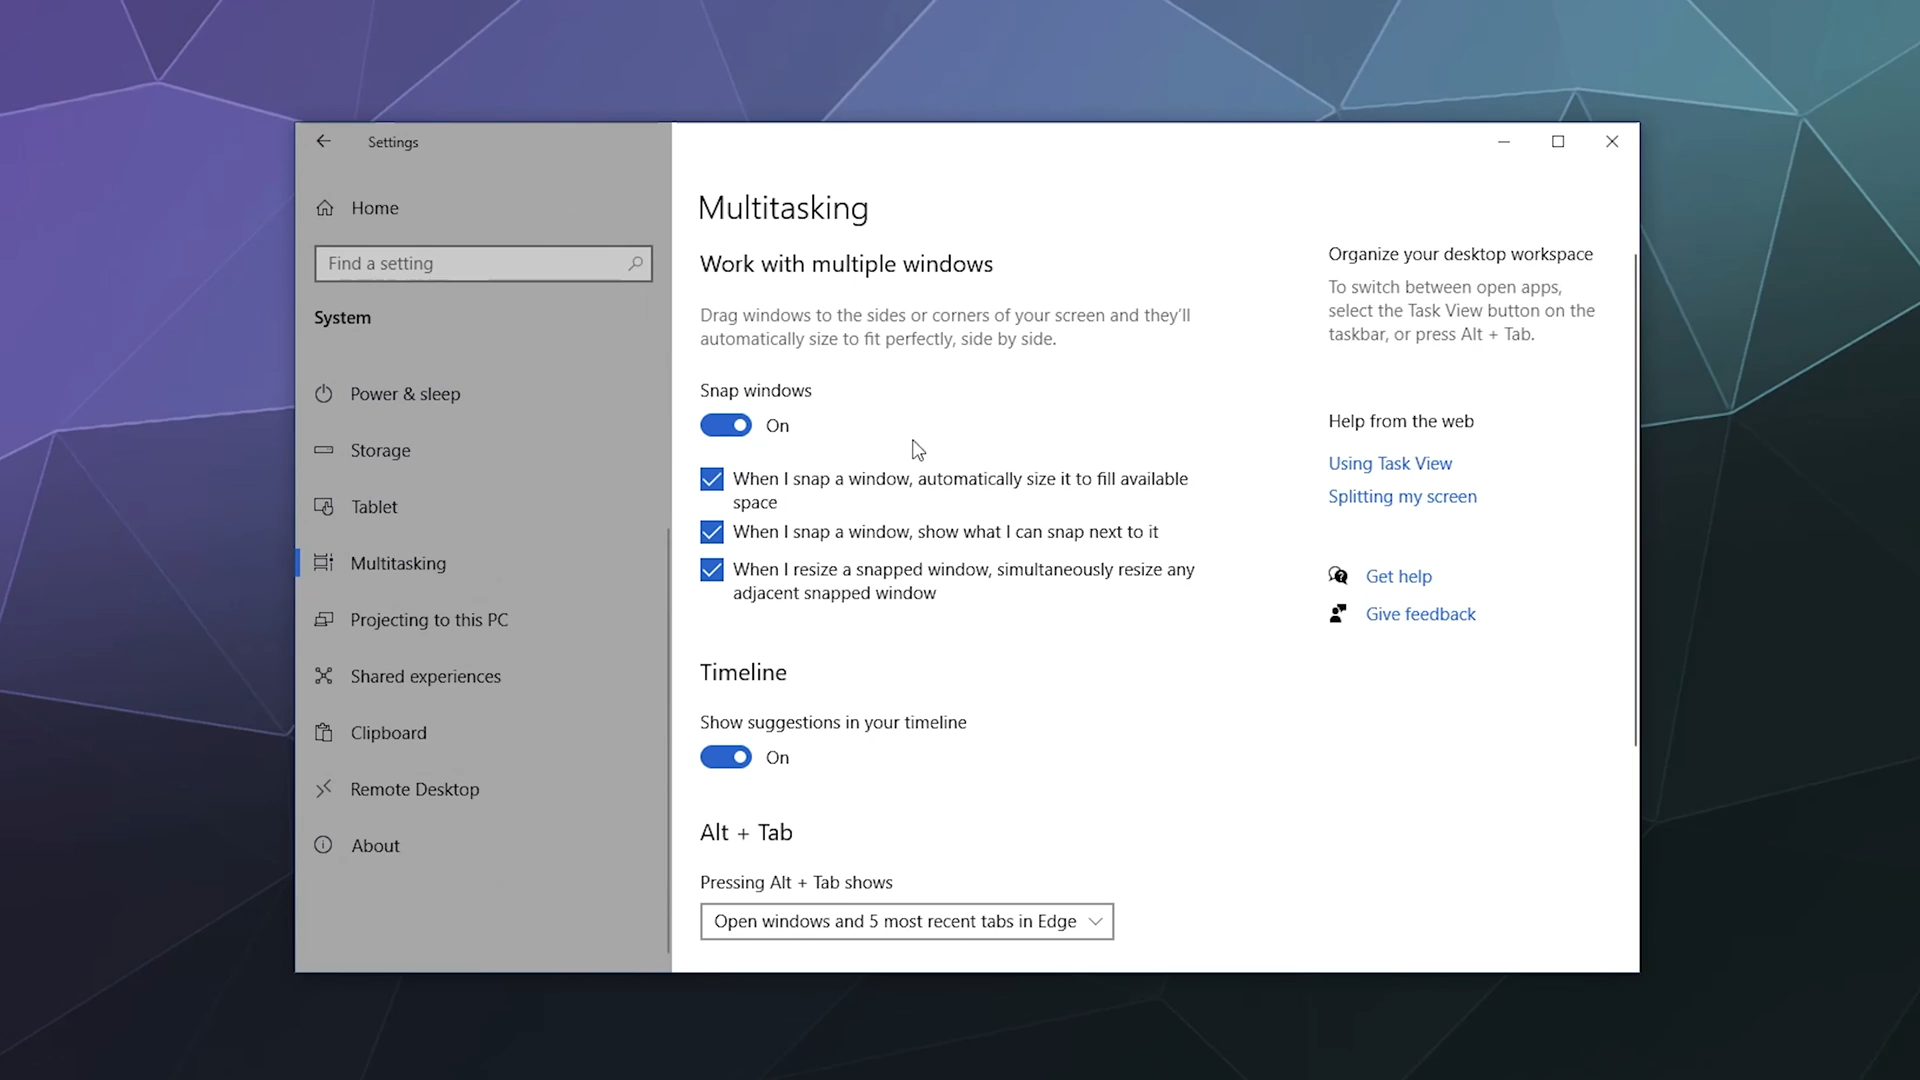 Settings
Home
Find a setting
System
Power & sleep
Storage
Tablet
Multitasking
Projecting to this PC
Shared experiences
Clipboard
Remote Desktop
About
Multitasking
Work with multiple windows
Drag windows to the sides or corners of your screen and they'll
automatically size to fit perfectly, side by side.
Snap windows
On
When I snap a window, automatically size it to fill available
space
When I snap a window, show what I can snap next to it
When I resize a snapped window, simultaneously resize any
adjacent snapped window
Timeline
Show suggestions in your timeline
On
Alt + Tab
Pressing Alt + Tab shows
Open windows and 5 most recent tabs in Edge
Organize your desktop workspace
To switch between open apps,
select the Task View button on the
taskbar, or press Alt + Tab.
Help from the web
Using Task View
Splitting my screen
Get help
Give feedback